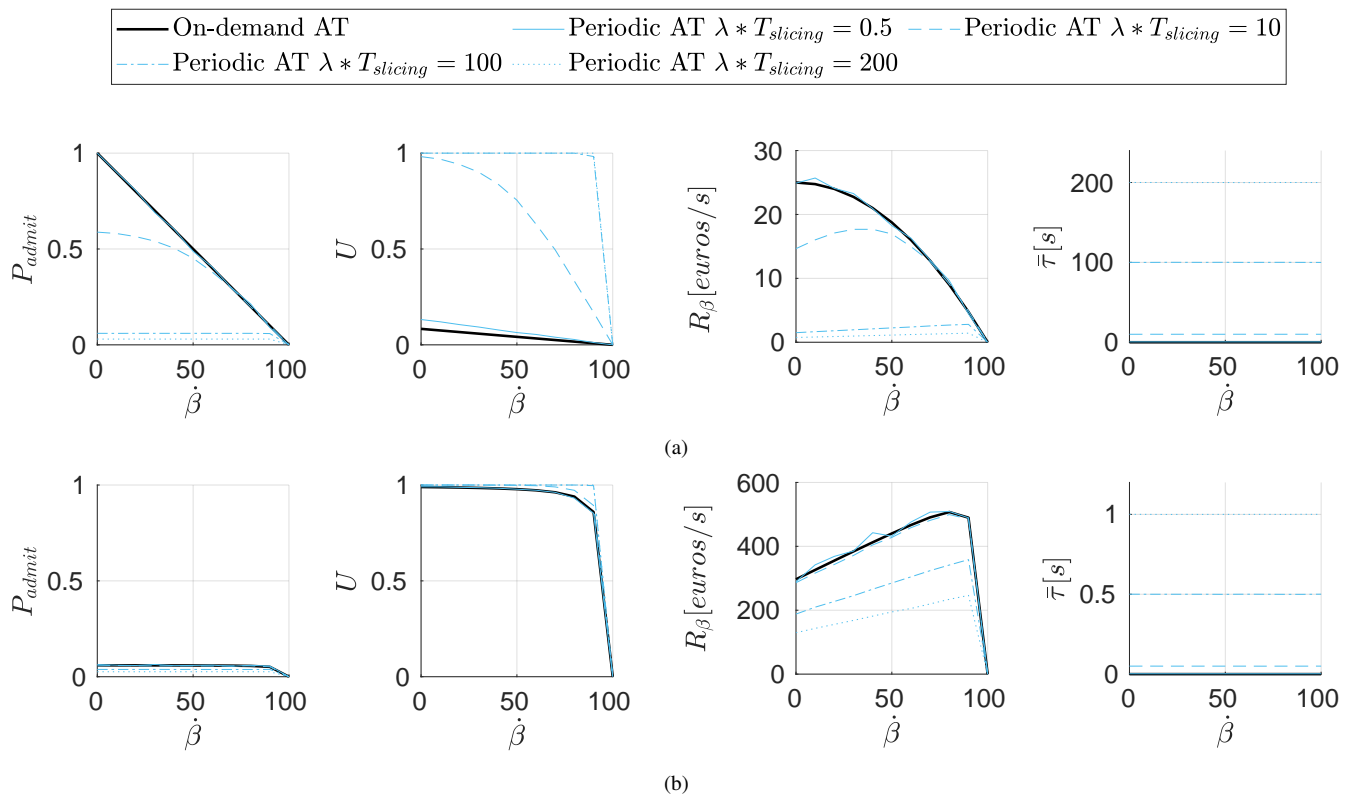 On-demand AT Periodic AT λ ∗ T_slicing = 0.5 Periodic AT λ ∗ T_slicing = 10
Periodic AT λ ∗ T_slicing = 100 Periodic AT λ ∗ T_slicing = 200
P_admit
1
0.5
0
0 50 100
β̇
U
1
0.5
0
0 50 100
β̇
R_β[euros/s]
30
20
10
0
0 50 100
β̇
τ̄[s]
200
100
0
0 50 100
β̇
(a)
P_admit
1
0.5
0
0 50 100
β̇
U
1
0.5
0
0 50 100
β̇
R_β[euros/s]
600
400
200
0
0 50 100
β̇
τ̄[s]
1
0.5
0
0 50 100
β̇
(b)